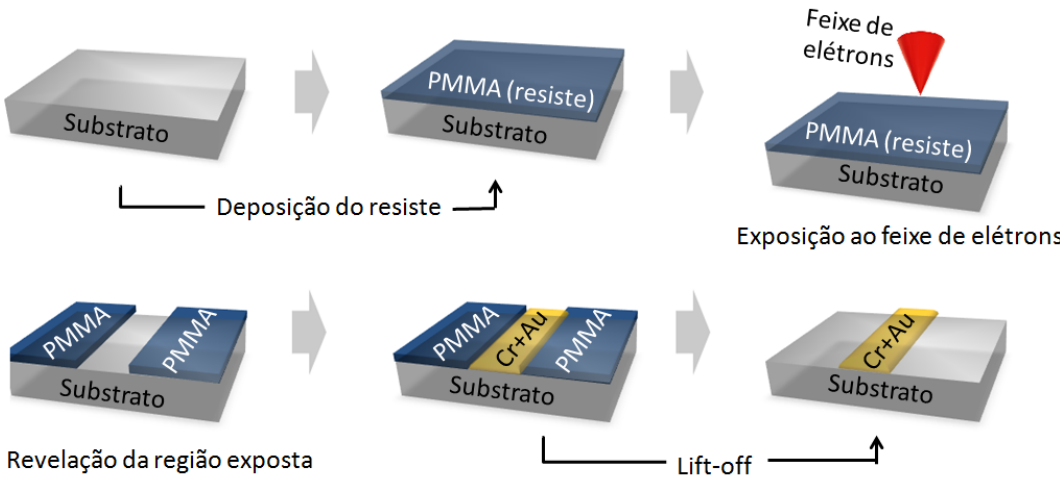 Substrato
PMMA (resiste)
Substrato
Feixe de
elétrons
PMMA (resiste)
Substrato
Deposição do resiste
Exposição ao feixe de elétrons
PMMA
PMMA
Substrato
PMMA
Cr+Au
PMMA
Substrato
Cr+Au
Substrato
Revelação da região exposta
Lift-off